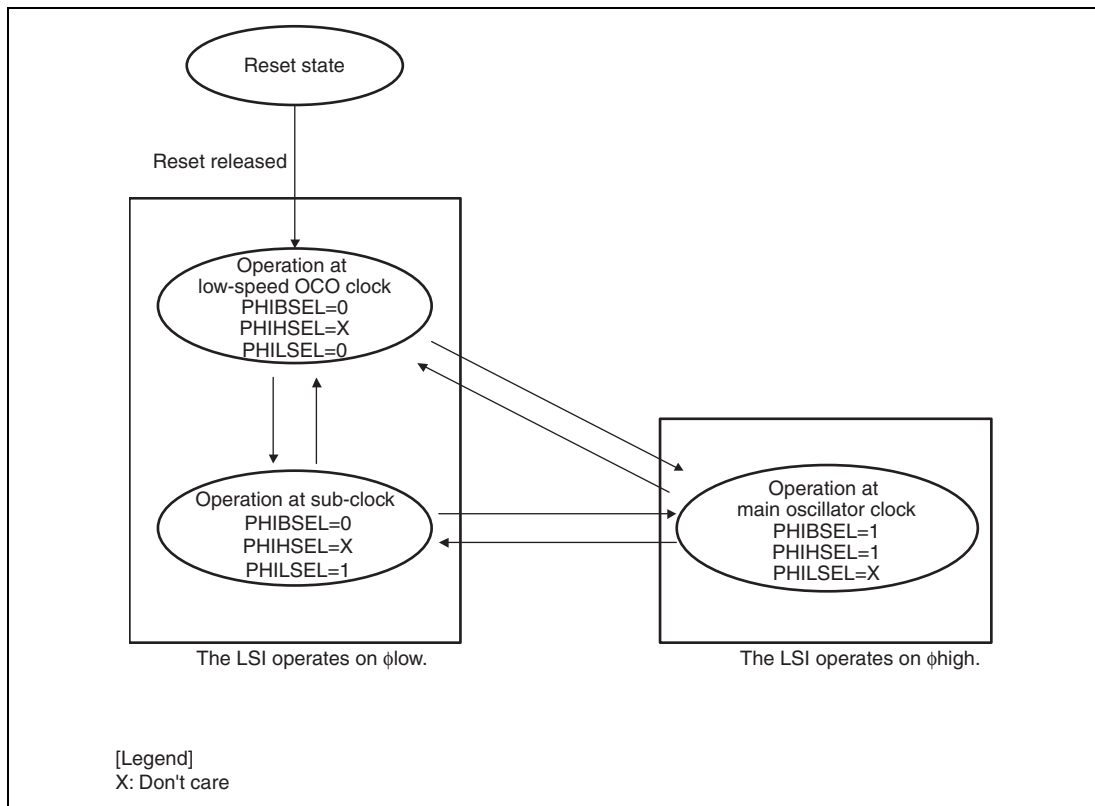 Reset state
Reset released
Operation at
low-speed OCO clock
PHIBSEL=0
PHIHSEL=X
PHILSEL=0
Operation at sub-clock
PHIBSEL=0
PHIHSEL=X
PHILSEL=1
Operation at
main oscillator clock
PHIBSEL=1
PHIHSEL=1
PHILSEL=X
The LSI operates on ϕlow.
The LSI operates on ϕhigh.
[Legend]
X: Don't care